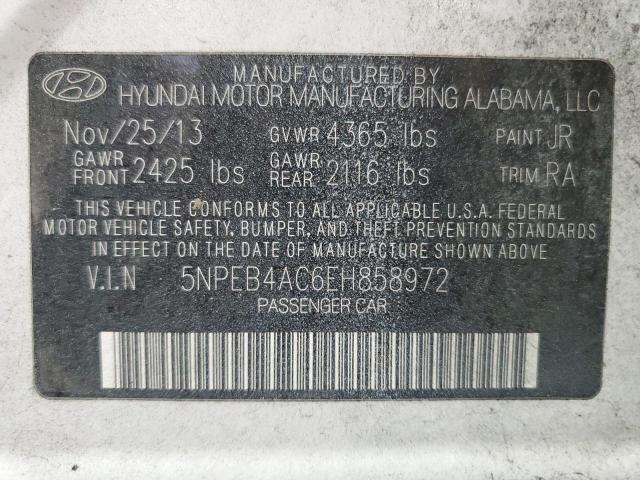 MANUFACTURED BY
HYUNDAI MOTOR MANUFACTURING ALABAMA, LLC
Nov/25/13 GVWR 4365 lbs PAINT JR
GAWR FRONT 2425 lbs GAWR REAR 2116 lbs TRIM RA
THIS VEHICLE CONFORMS TO ALL APPLICABLE U.S.A. FEDERAL
MOTOR VEHICLE SAFETY, BUMPER, AND THEFT PREVENTION STANDARDS
IN EFFECT ON THE DATE OF MANUFACTURE SHOWN ABOVE.
V.I.N 5NPEB4AC6EH858972
PASSENGER CAR